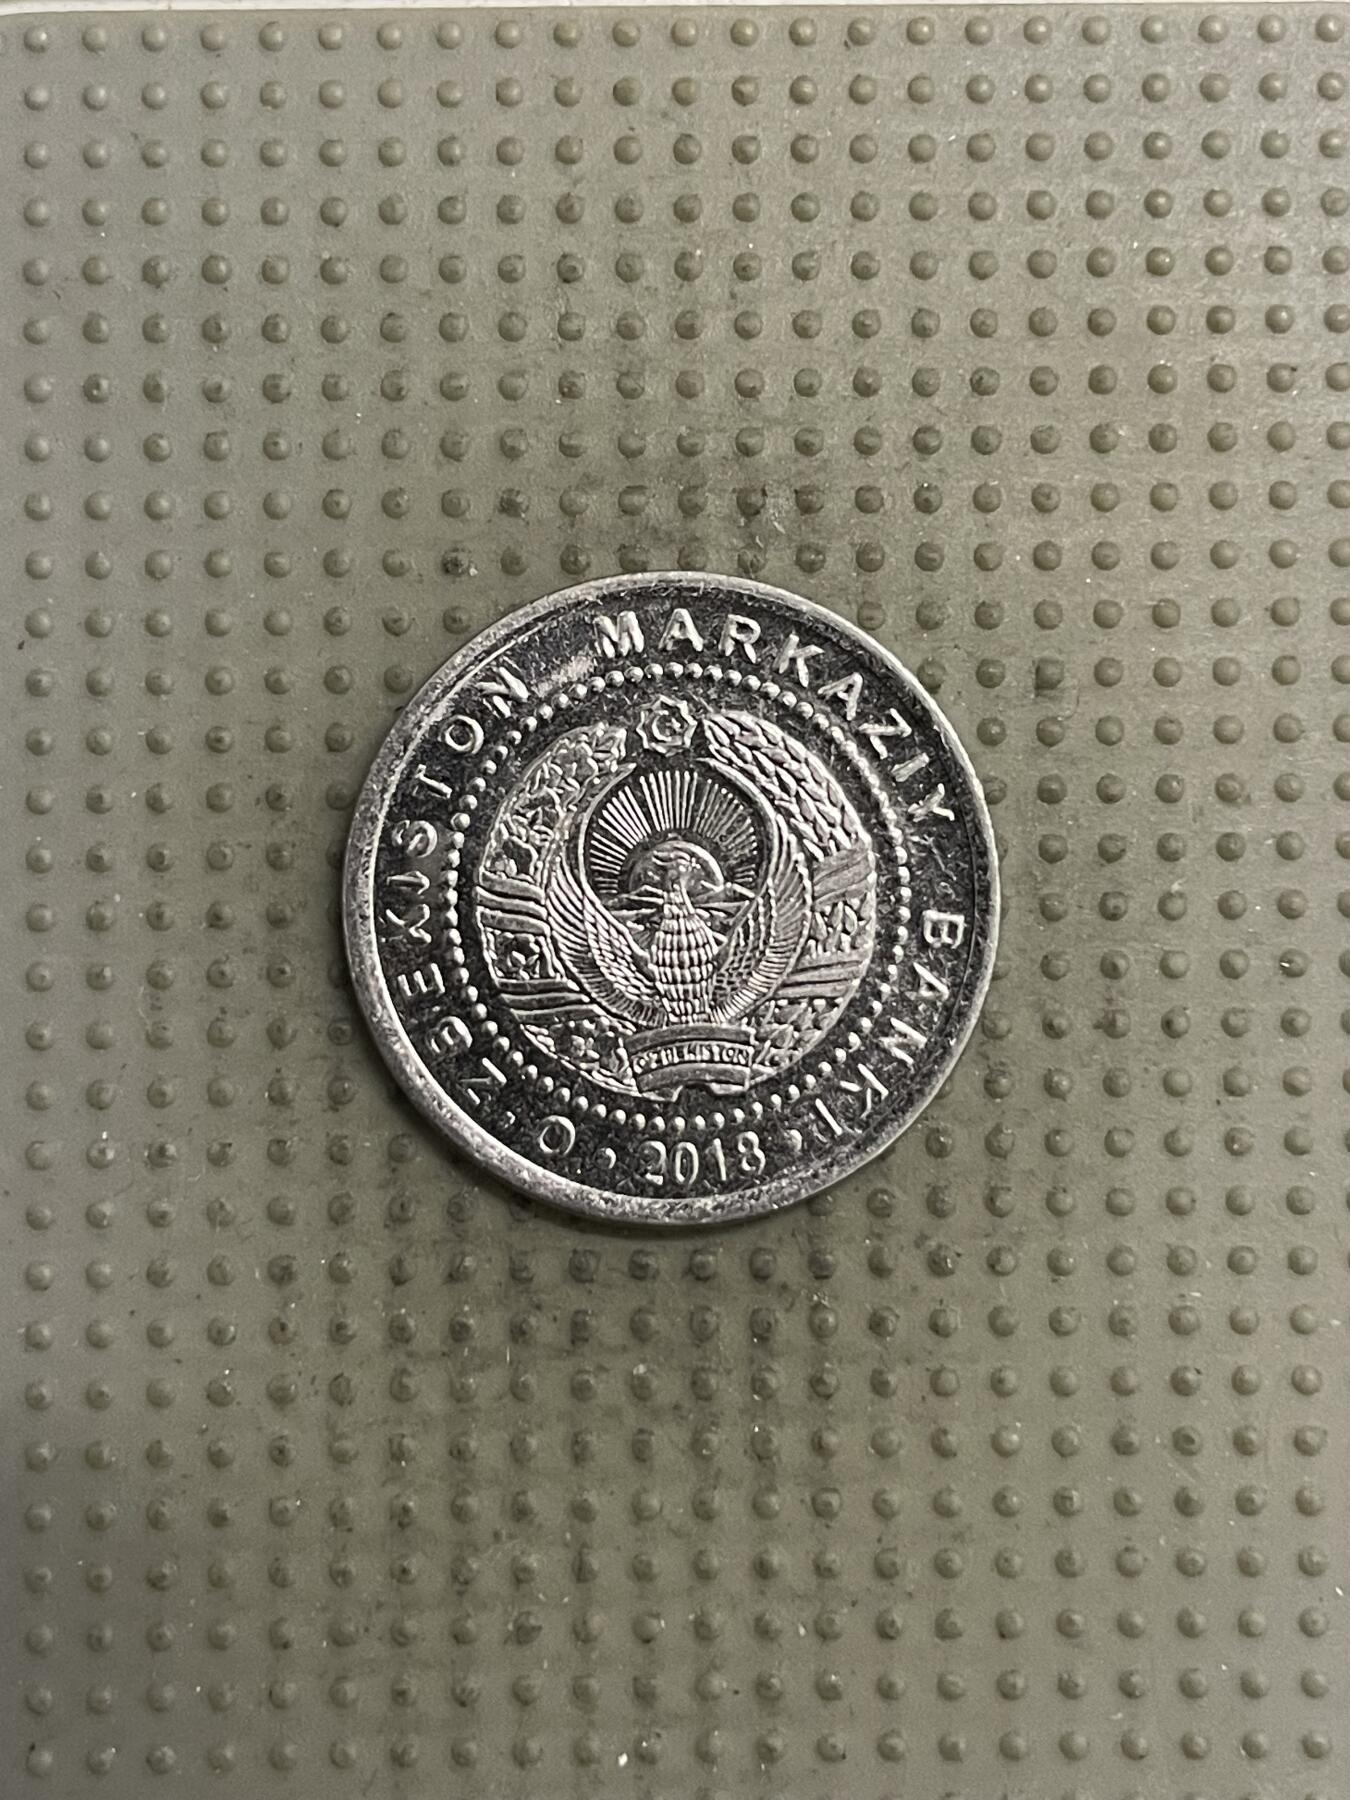 O‘ZBEKISTON MARKAZIY BANKI
• 2018 •
O‘ZBEKISTON